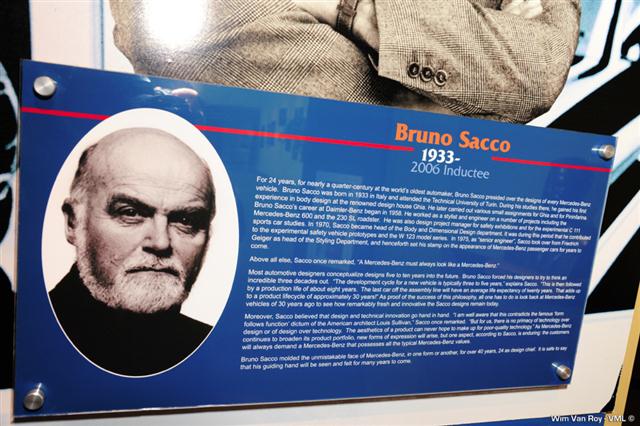 Bruno Sacco
1933-
2006 Inductee
For 24 years, for nearly a quarter-century at the world's oldest automaker, Bruno Sacco presided over the designs of every Mercedes-Benz
vehicle. Bruno Sacco was born in 1933 in Italy and attended the Technical University of Turin. During his studies there, he gained his first
experience in body design at the renowned design house Ghia. He later carried out various small assignments for Ghia and for Pininfarina.
Bruno Sacco's career at Daimler-Benz began in 1958. He worked as a stylist and engineer on a number of projects including the
Mercedes-Benz 600 and the 230 SL roadster. He was also design project manager for safety exhibitions and for the experimental C 111
sports car studies. In 1970, Sacco became head of the Body and Dimensional Design department, it was during this period that he contributed
to the experimental safety vehicle prototypes and the W 123 model series. In 1975, as "senior engineer", Sacco took over from Friedrich
Geiger as head of the Styling Department, and henceforth set his stamp on the appearance of Mercedes-Benz passenger cars for years to
come.
Above all else, Sacco once remarked, "A Mercedes-Benz must always look like a Mercedes-Benz."
Most automotive designers conceptualize designs five to ten years into the future. Bruno Sacco forced his designers to try to think an
incredible three decades out. "The development cycle for a new vehicle is typically three to five years," explains Sacco. "This is then followed
by a production life of about eight years. The last car off the assembly line will have an average life expectancy of twenty years. That adds up
to a product lifecycle of approximately 30 years!" As proof of the success of this philosophy, all one has to do is look back at Mercedes-Benz
vehicles of 30 years ago to see how remarkably fresh and innovative the Sacco designs remain today.
Moreover, Sacco believed that design and technical innovation go hand in hand. "I am well aware that this contradicts the famous 'form
follows function' dictum of the American architect Louis Sullivan," Sacco once remarked. "But for us, there is no primacy of technology over
design or of design over technology. The aesthetics of a product can never hope to make up for poor-quality technology." As Mercedes-Benz
continues to broaden its product portfolio, new forms of expression will arise, but one aspect, according to Sacco, is enduring: the customers
will always demand a Mercedes-Benz that possesses all the typical Mercedes-Benz values.
Bruno Sacco molded the unmistakable face of Mercedes-Benz, in one form or another, for over 40 years, 24 as design chief. It is safe to say
that his guiding hand will be seen and felt for many years to come.
Wim Van Roy - VML ©